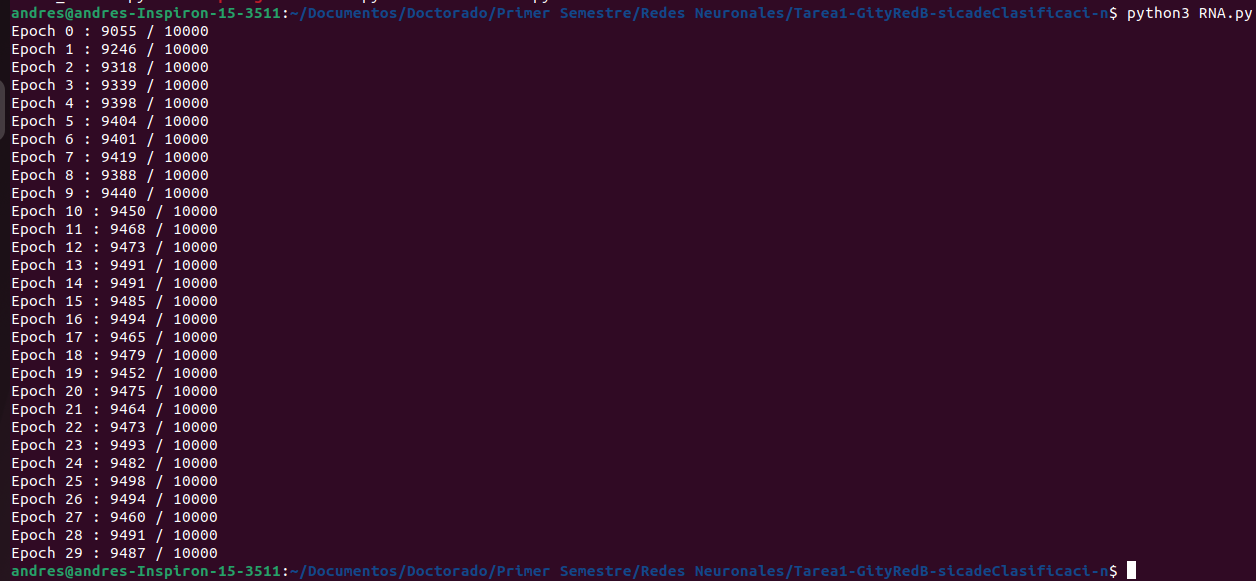 andres@andres-Inspiron-15-3511:~/Documentos/Doctorado/Primer Semestre/Redes Neuronales/Tarea1-GityRedB-sicadeClasificaci-n$ python3 RNA.py
Epoch 0 : 9055 / 10000
Epoch 1 : 9246 / 10000
Epoch 2 : 9318 / 10000
Epoch 3 : 9339 / 10000
Epoch 4 : 9398 / 10000
Epoch 5 : 9404 / 10000
Epoch 6 : 9401 / 10000
Epoch 7 : 9419 / 10000
Epoch 8 : 9388 / 10000
Epoch 9 : 9440 / 10000
Epoch 10 : 9450 / 10000
Epoch 11 : 9468 / 10000
Epoch 12 : 9473 / 10000
Epoch 13 : 9491 / 10000
Epoch 14 : 9491 / 10000
Epoch 15 : 9485 / 10000
Epoch 16 : 9494 / 10000
Epoch 17 : 9465 / 10000
Epoch 18 : 9479 / 10000
Epoch 19 : 9452 / 10000
Epoch 20 : 9475 / 10000
Epoch 21 : 9464 / 10000
Epoch 22 : 9473 / 10000
Epoch 23 : 9493 / 10000
Epoch 24 : 9482 / 10000
Epoch 25 : 9498 / 10000
Epoch 26 : 9494 / 10000
Epoch 27 : 9460 / 10000
Epoch 28 : 9491 / 10000
Epoch 29 : 9487 / 10000
andres@andres-Inspiron-15-3511:~/Documentos/Doctorado/Primer Semestre/Redes Neuronales/Tarea1-GityRedB-sicadeClasificaci-n$